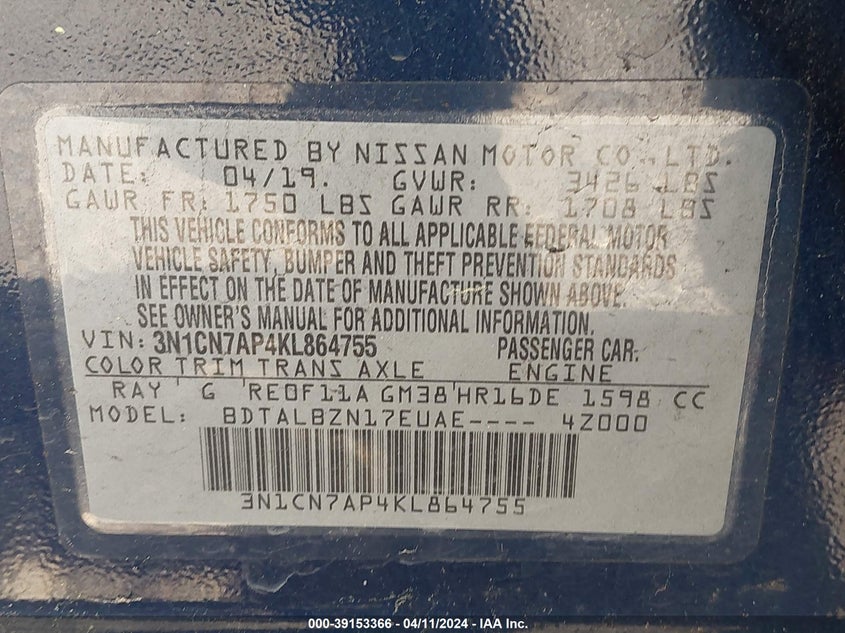 MANUFACTURED BY NISSAN MOTOR CO., LTD.
DATE: 04/19. GVWR: 3426 LBS
GAWR FR: 1750 LBS GAWR RR: 1708 LBS
THIS VEHICLE CONFORMS TO ALL APPLICABLE FEDERAL MOTOR
VEHICLE SAFETY, BUMPER AND THEFT PREVENTION STANDARDS
IN EFFECT ON THE DATE OF MANUFACTURE SHOWN ABOVE.
SEE OWNER'S MANUAL FOR ADDITIONAL INFORMATION.
VIN: 3N1CN7AP4KL864755 PASSENGER CAR.
COLOR TRIM TRANS AXLE ENGINE
RAY G RE0F11A GM38 HR16DE 1598 CC
MODEL: BDTALBZN17EUAE---- 4Z000
3N1CN7AP4KL864755
000-39153366 - 04/11/2024 - IAA Inc.